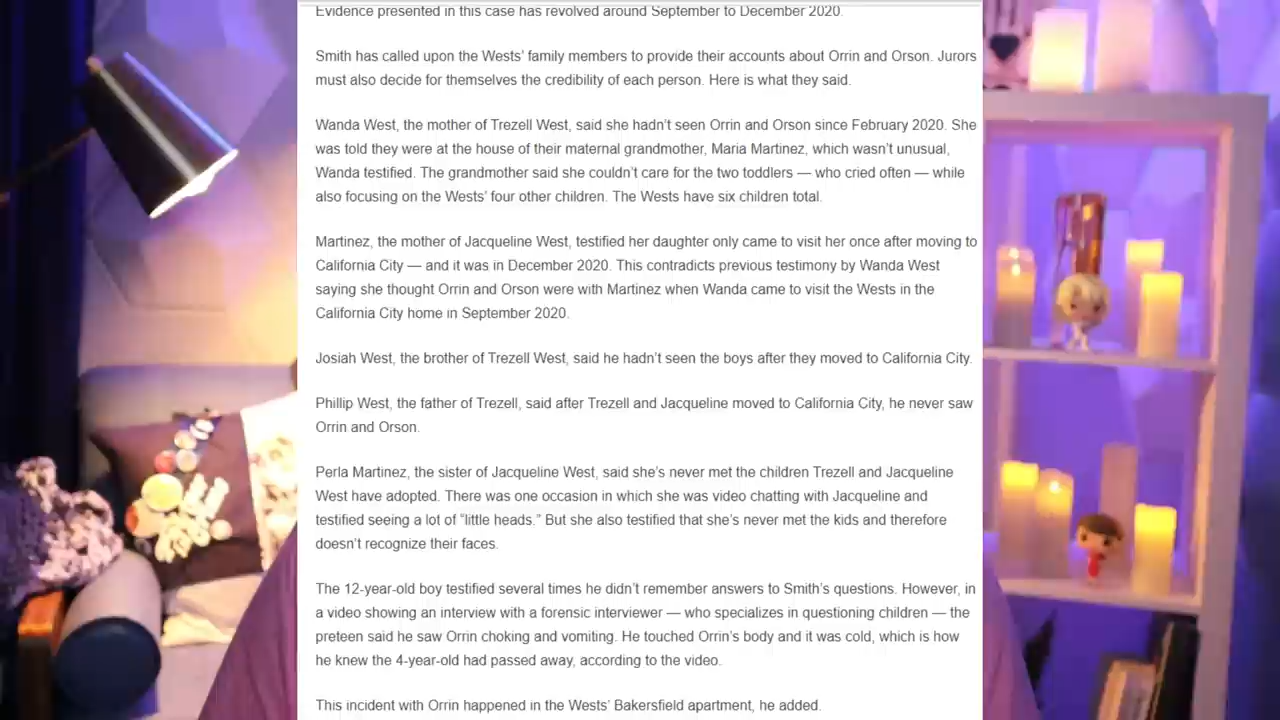 Evidence presented in this case has revolved around September to December 2020.
Smith has called upon the Wests’ family members to provide their accounts about Orrin and Orson. Jurors
must also decide for themselves the credibility of each person. Here is what they said.
Wanda West, the mother of Trezell West, said she hadn’t seen Orrin and Orson since February 2020. She
was told they were at the house of their maternal grandmother, Maria Martinez, which wasn’t unusual,
Wanda testified. The grandmother said she couldn’t care for the two toddlers — who cried often — while
also focusing on the Wests’ four other children. The Wests have six children total.
Martinez, the mother of Jacqueline West, testified her daughter only came to visit her once after moving to
California City — and it was in December 2020. This contradicts previous testimony by Wanda West
saying she thought Orrin and Orson were with Martinez when Wanda came to visit the Wests in the
California City home in September 2020.
Josiah West, the brother of Trezell West, said he hadn’t seen the boys after they moved to California City.
Phillip West, the father of Trezell, said after Trezell and Jacqueline moved to California City, he never saw
Orrin and Orson.
Perla Martinez, the sister of Jacqueline West, said she’s never met the children Trezell and Jacqueline
West have adopted. There was one occasion in which she was video chatting with Jacqueline and
testified seeing a lot of “little heads.” But she also testified that she’s never met the kids and therefore
doesn’t recognize their faces.
The 12-year-old boy testified several times he didn’t remember answers to Smith’s questions. However, in
a video showing an interview with a forensic interviewer — who specializes in questioning children — the
preteen said he saw Orrin choking and vomiting. He touched Orrin’s body and it was cold, which is how
he knew the 4-year-old had passed away, according to the video.
This incident with Orrin happened in the Wests’ Bakersfield apartment, he added.